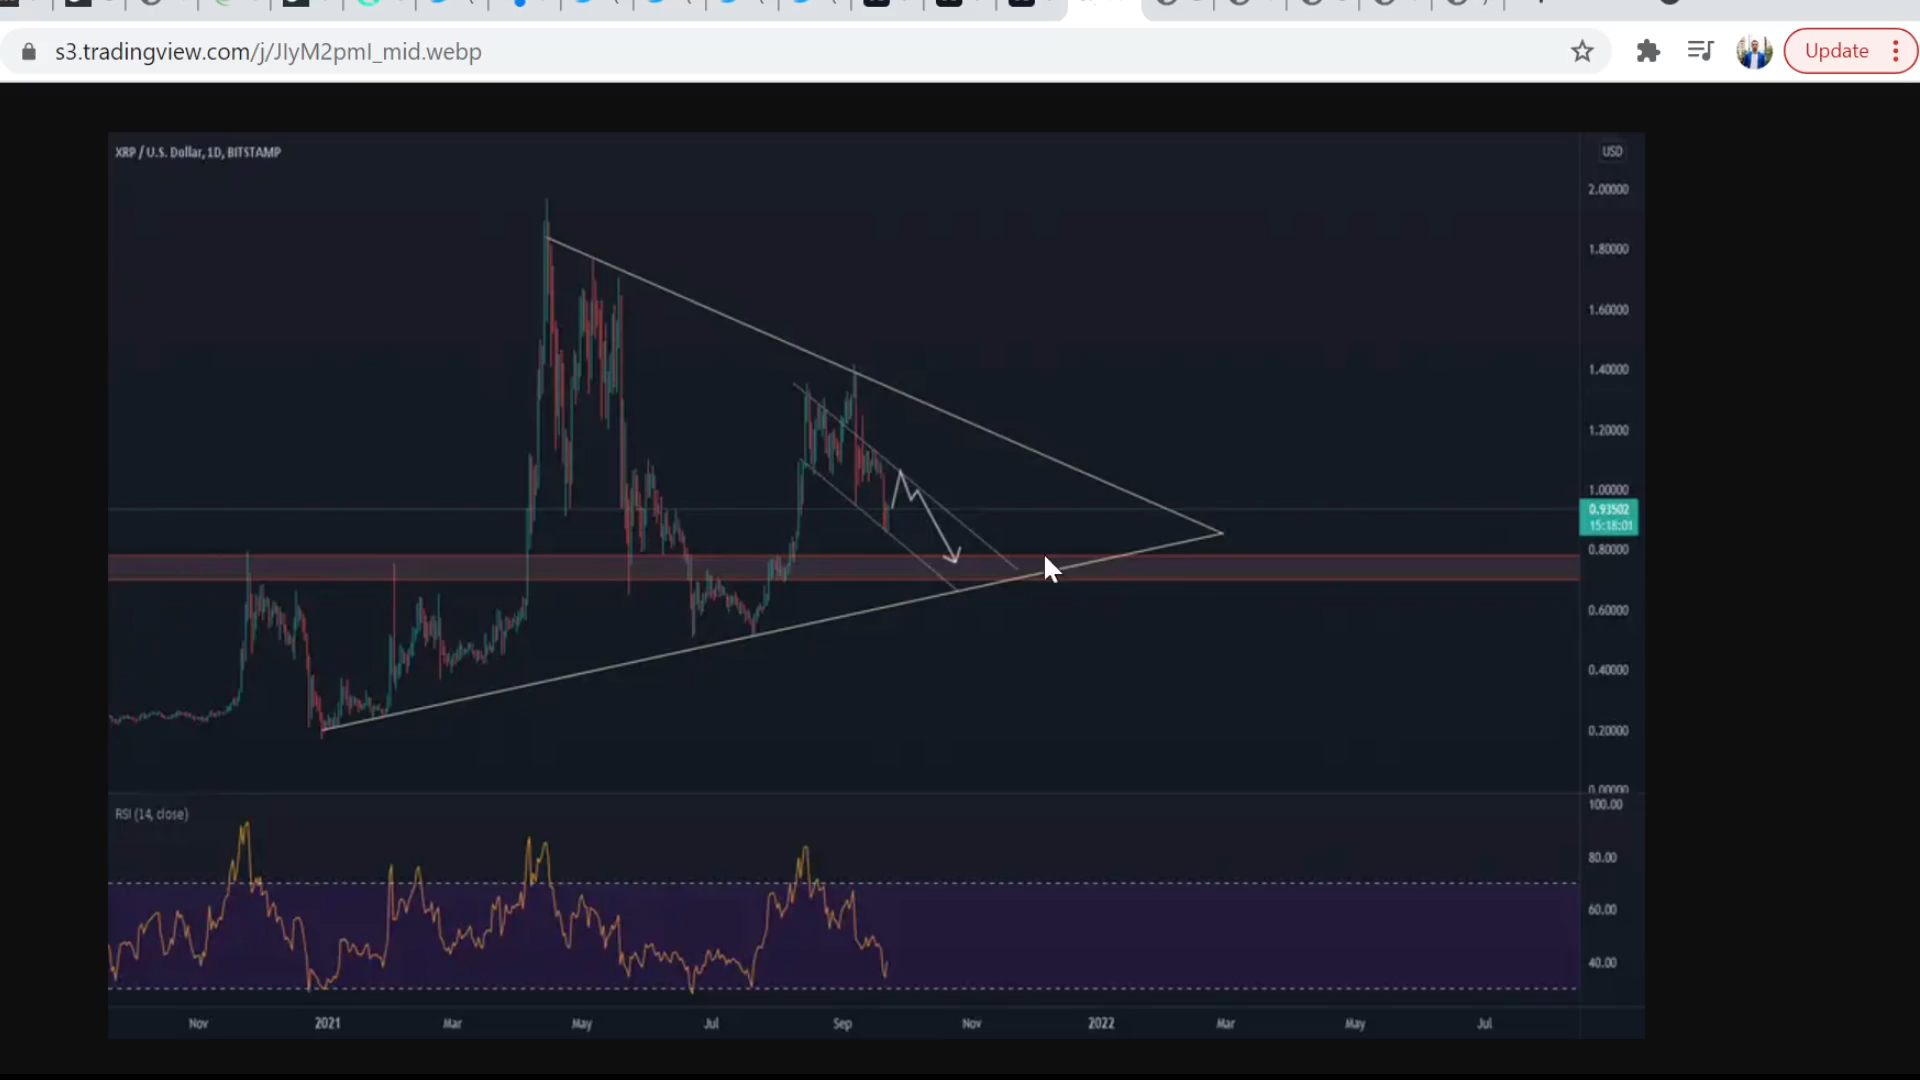 s3.tradingview.com/j/JIyM2pmI_mid.webp
Update
XRP / U.S. Dollar, 1D, BITSTAMP
USD
2.00000
1.80000
1.60000
1.40000
1.20000
1.00000
0.93502
15:18:01
0.80000
0.60000
0.40000
0.20000
0.00000
RSI (14, close)
100.00
80.00
60.00
40.00
Nov 2021 Mar May Jul Sep Nov 2022 Mar May Jul